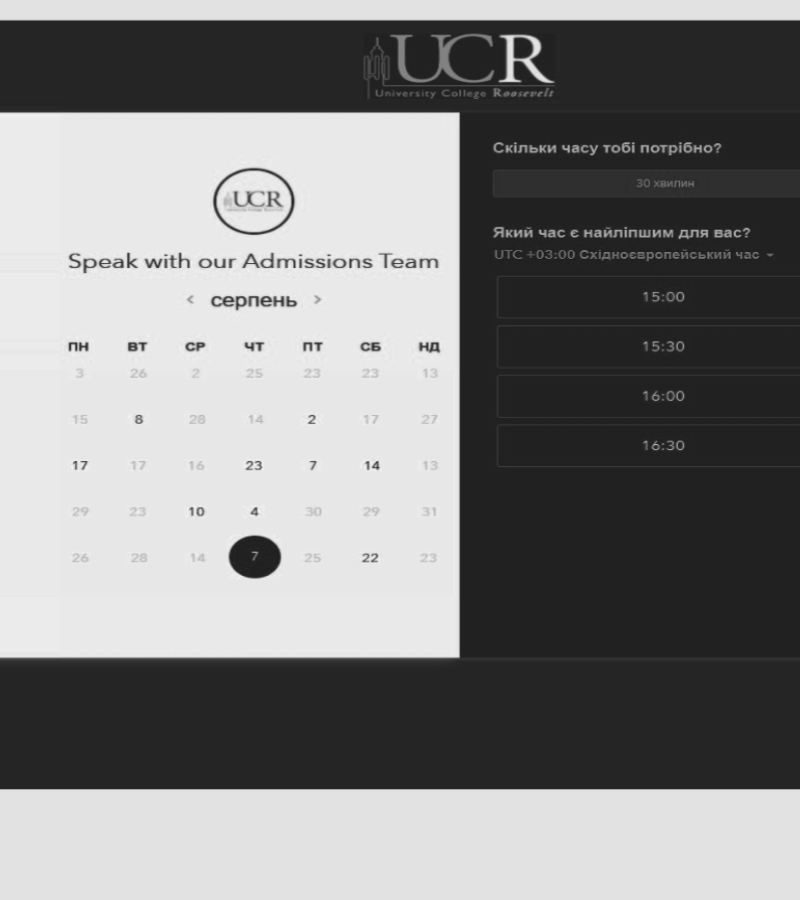 UCR
University College Roosevelt
UCR
Speak with our Admissions Team
< серпень >
ПН ВТ СР ЧТ ПТ СБ НД
3 26 2 25 23 23 13
15 8 28 14 2 17 27
17 17 16 23 7 14 13
29 23 10 4 30 29 31
26 28 14 7 25 22 23
Скільки часу тобі потрібно?
30 хвилин
Який час є найліпшим для вас?
UTC +03:00 Східноєвропейський час
15:00
15:30
16:00
16:30